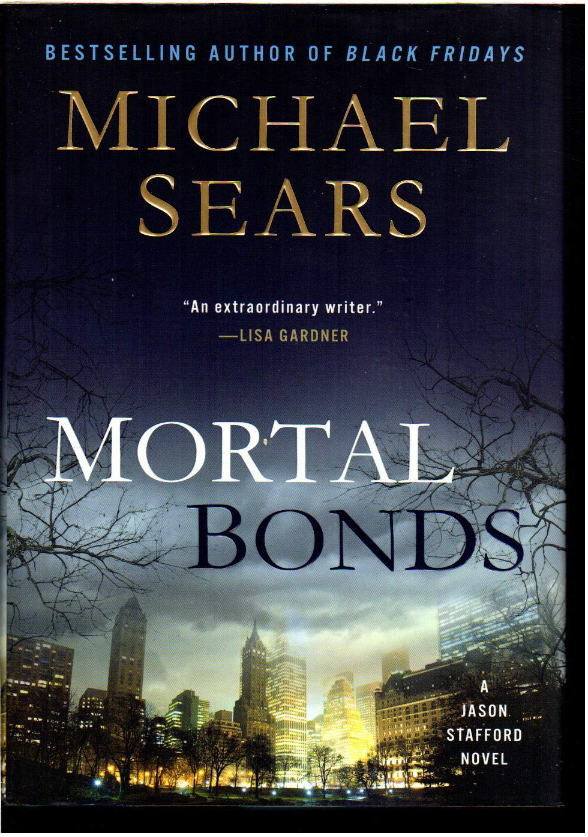 BESTSELLING AUTHOR OF BLACK FRIDAYS
MICHAEL
SEARS
“An extraordinary writer.”
—LISA GARDNER
MORTAL
BONDS
A
JASON
STAFFORD
NOVEL